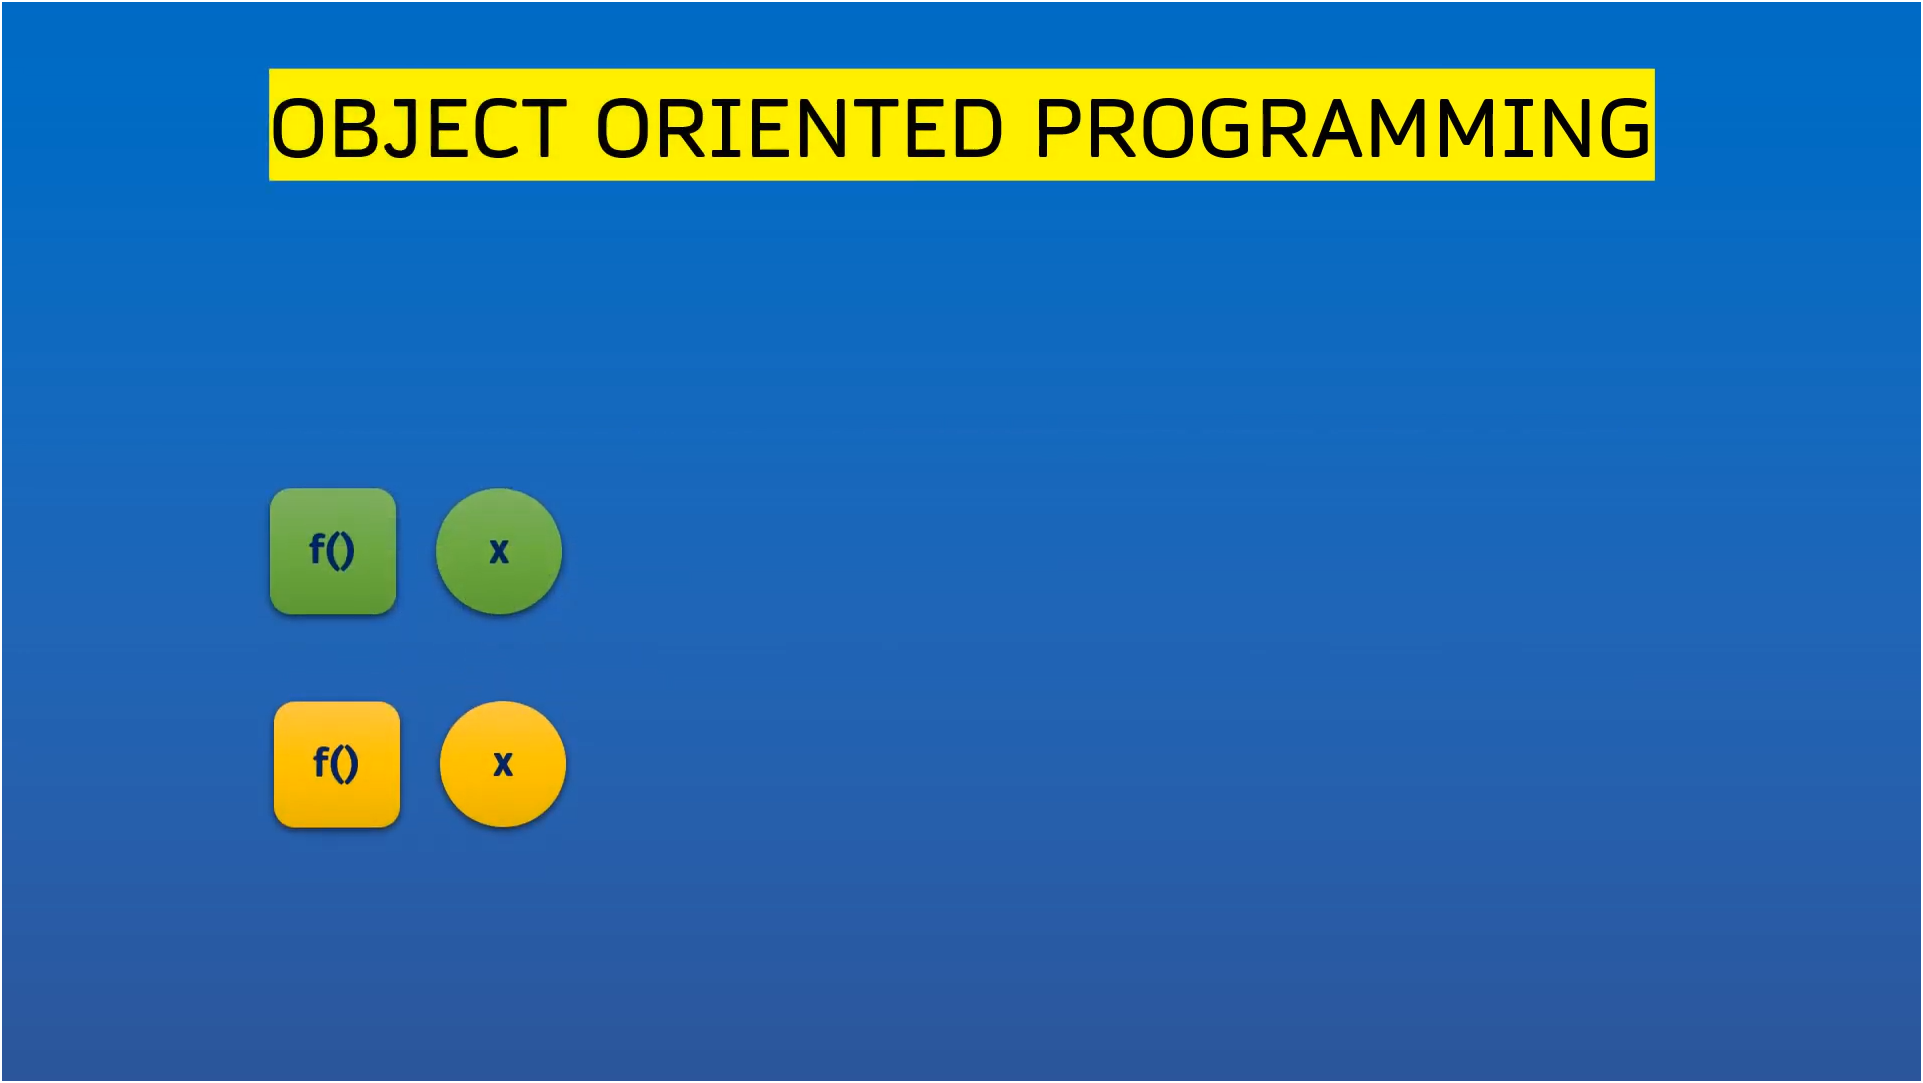 OBJECT ORIENTED PROGRAMMING
f() x
f() x